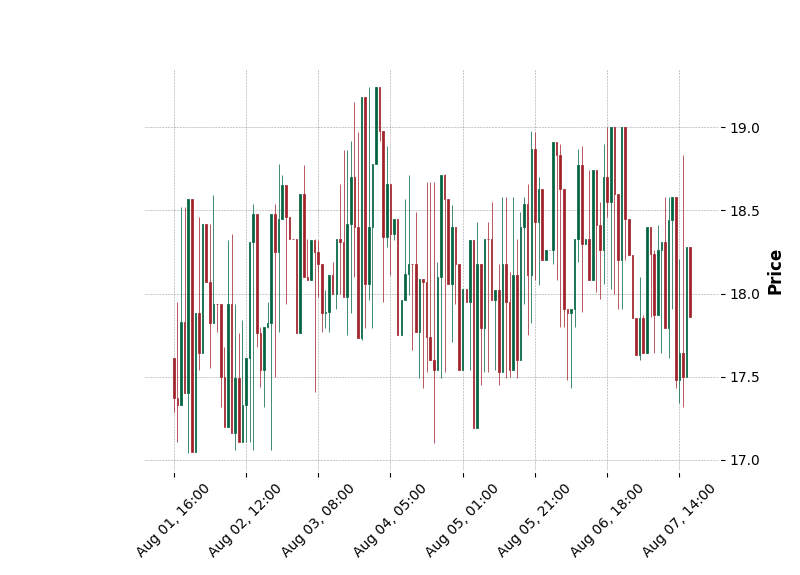 19.0
18.5
18.0
17.5
17.0
Price
Aug 01, 16:00
Aug 02, 12:00
Aug 03, 08:00
Aug 04, 05:00
Aug 05, 01:00
Aug 05, 21:00
Aug 06, 18:00
Aug 07, 14:00